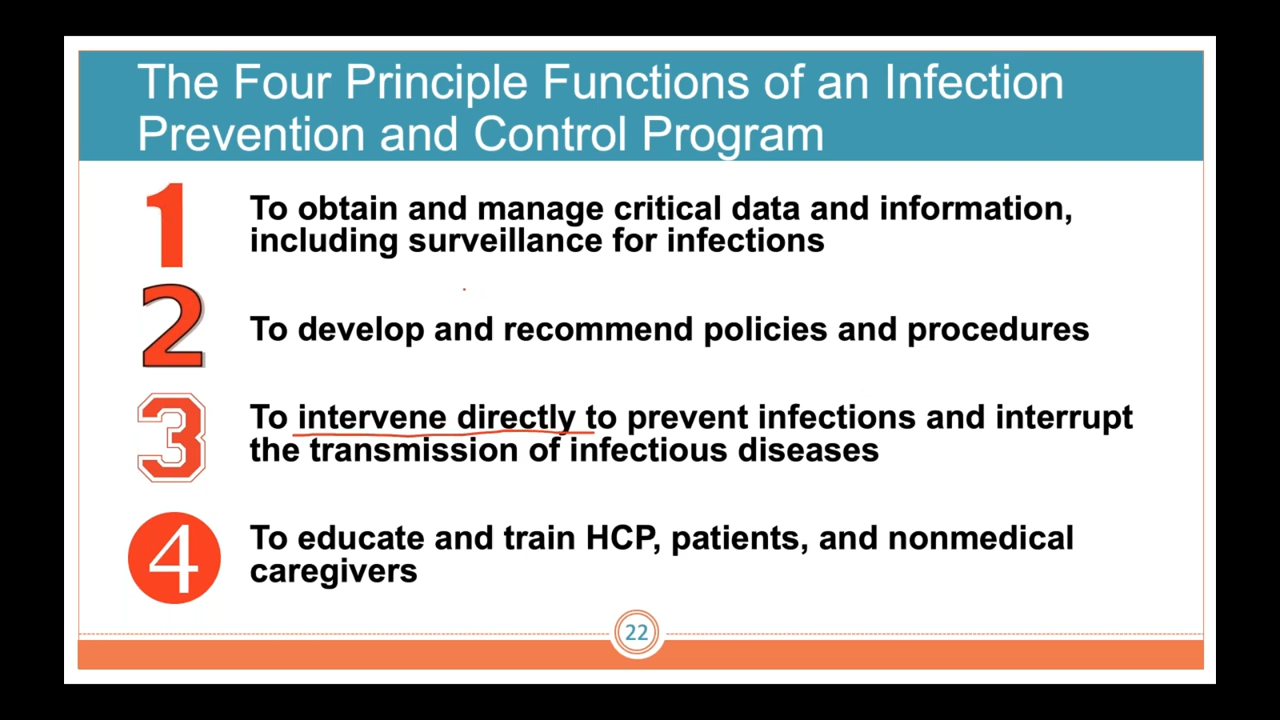 The Four Principle Functions of an Infection
Prevention and Control Program
1
To obtain and manage critical data and information,
including surveillance for infections
2
To develop and recommend policies and procedures
3
To intervene directly to prevent infections and interrupt
the transmission of infectious diseases
4
To educate and train HCP, patients, and nonmedical
caregivers
22